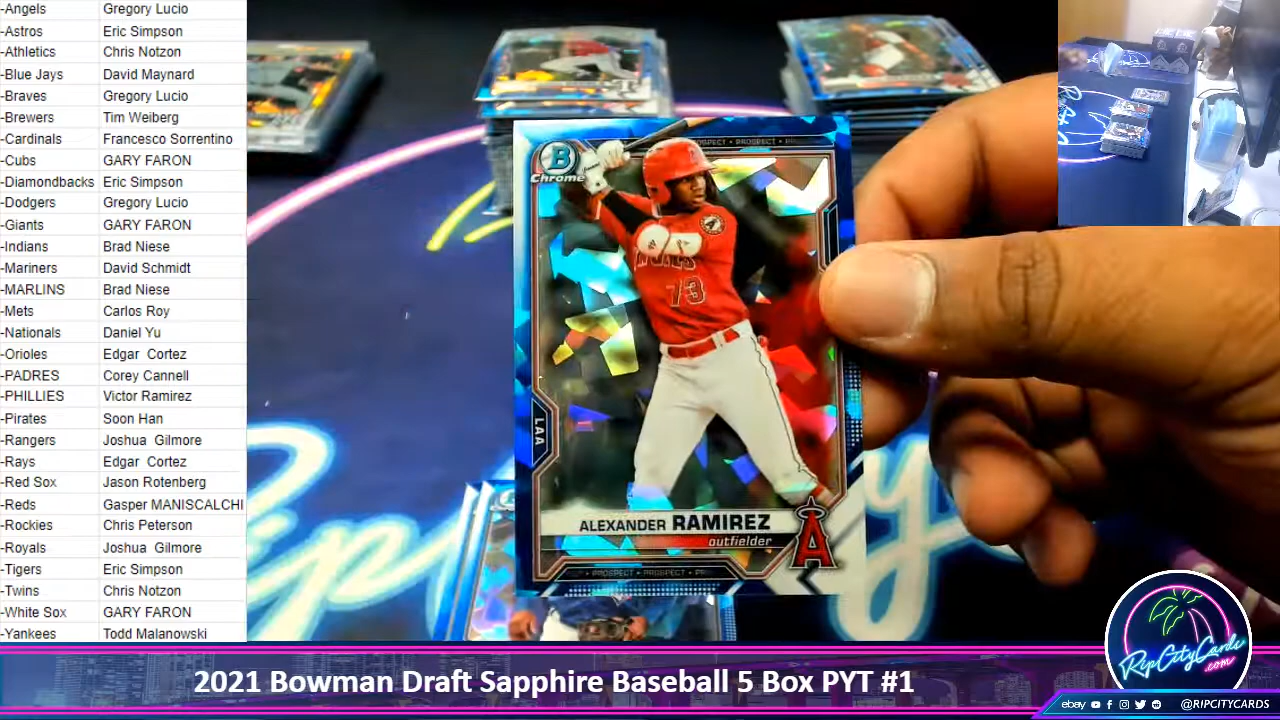 -Angels Gregory Lucio
-Astros Eric Simpson
-Athletics Chris Notzon
-Blue Jays David Maynard
-Braves Gregory Lucio
-Brewers Tim Weiberg
-Cardinals Francesco Sorrentino
-Cubs GARY FARON
-Diamondbacks Eric Simpson
-Dodgers Gregory Lucio
-Giants GARY FARON
-Indians Brad Niese
-Mariners David Schmidt
-MARLINS Brad Niese
-Mets Carlos Roy
-Nationals Daniel Yu
-Orioles Edgar Cortez
-PADRES Corey Cannell
-PHILLIES Victor Ramirez
-Pirates Soon Han
-Rangers Joshua Gilmore
-Rays Edgar Cortez
-Red Sox Jason Rotenberg
-Reds Gasper MANISCALCHI
-Rockies Chris Peterson
-Royals Joshua Gilmore
-Tigers Eric Simpson
-Twins Chris Notzon
-White Sox GARY FARON
-Yankees Todd Malanowski
PROSPECT • PROSPECT
B
Chrome
73
LAA
ALEXANDER RAMIREZ
outfielder
A
PROSPECT • PROSPECT
RipCityCards
.com
2021 Bowman Draft Sapphire Baseball 5 Box PYT #1
ebay @RIPCITYCARDS